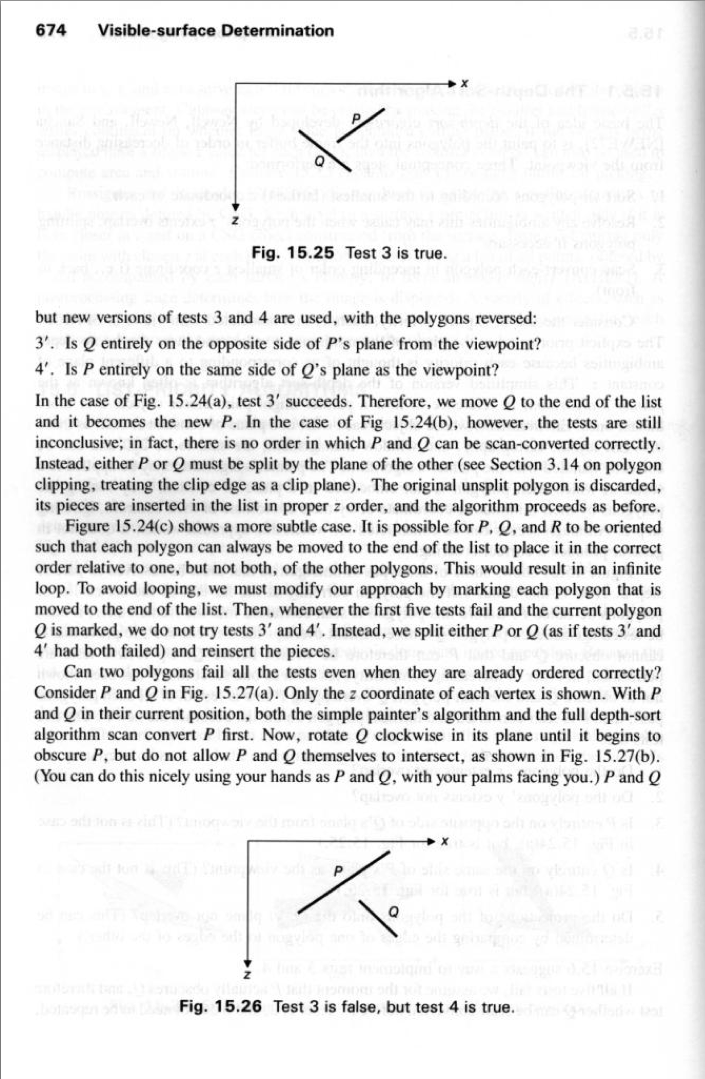 674 Visible-surface Determination
x
P
Q
z
Fig. 15.25 Test 3 is true.
but new versions of tests 3 and 4 are used, with the polygons reversed:
3′. Is Q entirely on the opposite side of P's plane from the viewpoint?
4′. Is P entirely on the same side of Q's plane as the viewpoint?
In the case of Fig. 15.24(a), test 3′ succeeds. Therefore, we move Q to the end of the list
and it becomes the new P. In the case of Fig 15.24(b), however, the tests are still
inconclusive; in fact, there is no order in which P and Q can be scan-converted correctly.
Instead, either P or Q must be split by the plane of the other (see Section 3.14 on polygon
clipping, treating the clip edge as a clip plane). The original unsplit polygon is discarded,
its pieces are inserted in the list in proper z order, and the algorithm proceeds as before.
Figure 15.24(c) shows a more subtle case. It is possible for P, Q, and R to be oriented
such that each polygon can always be moved to the end of the list to place it in the correct
order relative to one, but not both, of the other polygons. This would result in an infinite
loop. To avoid looping, we must modify our approach by marking each polygon that is
moved to the end of the list. Then, whenever the first five tests fail and the current polygon
Q is marked, we do not try tests 3′ and 4′. Instead, we split either P or Q (as if tests 3′ and
4′ had both failed) and reinsert the pieces.
Can two polygons fail all the tests even when they are already ordered correctly?
Consider P and Q in Fig. 15.27(a). Only the z coordinate of each vertex is shown. With P
and Q in their current position, both the simple painter's algorithm and the full depth-sort
algorithm scan convert P first. Now, rotate Q clockwise in its plane until it begins to
obscure P, but do not allow P and Q themselves to intersect, as shown in Fig. 15.27(b).
(You can do this nicely using your hands as P and Q, with your palms facing you.) P and Q
x
P
Q
z
Fig. 15.26 Test 3 is false, but test 4 is true.